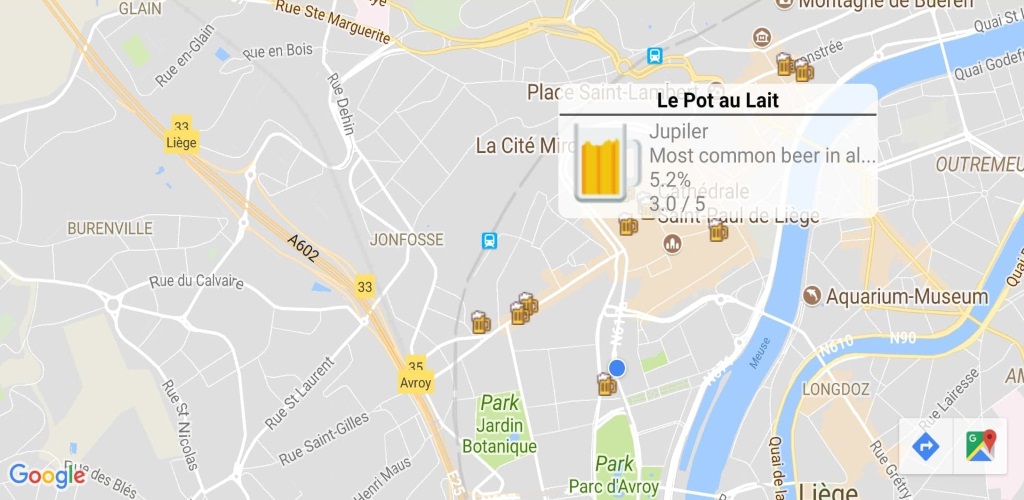 GLAIN
Rue Ste Marguerite
Montagne de Bueren
Quai St L
Rue en-Glain
Rue en Bois
Quai Godef
Place Saint-Lambert
Le Pot au Lait
Rue Dehin
33
Liège
La Cité Mir
Jupiler
Most common beer in al...
5.2%
3.0 / 5
OUTREMEU
Cathédrale
Saint-Paul de Liège
BURENVILLE
JONFOSSE
A602
Rue du Calvaire
33
Aquarium-Museum
N610
N90
Meuse
35
Avroy
LONGDOZ
Rue St Laurent
Rue St Nicolas
Rue Lairesse
Park
Jardin
Botanique
Rue Saint-Gilles
Park
Parc d'Avroy
Henri Maus
Google
Rue des Blés
Quai de la
Rue Grét
Liège